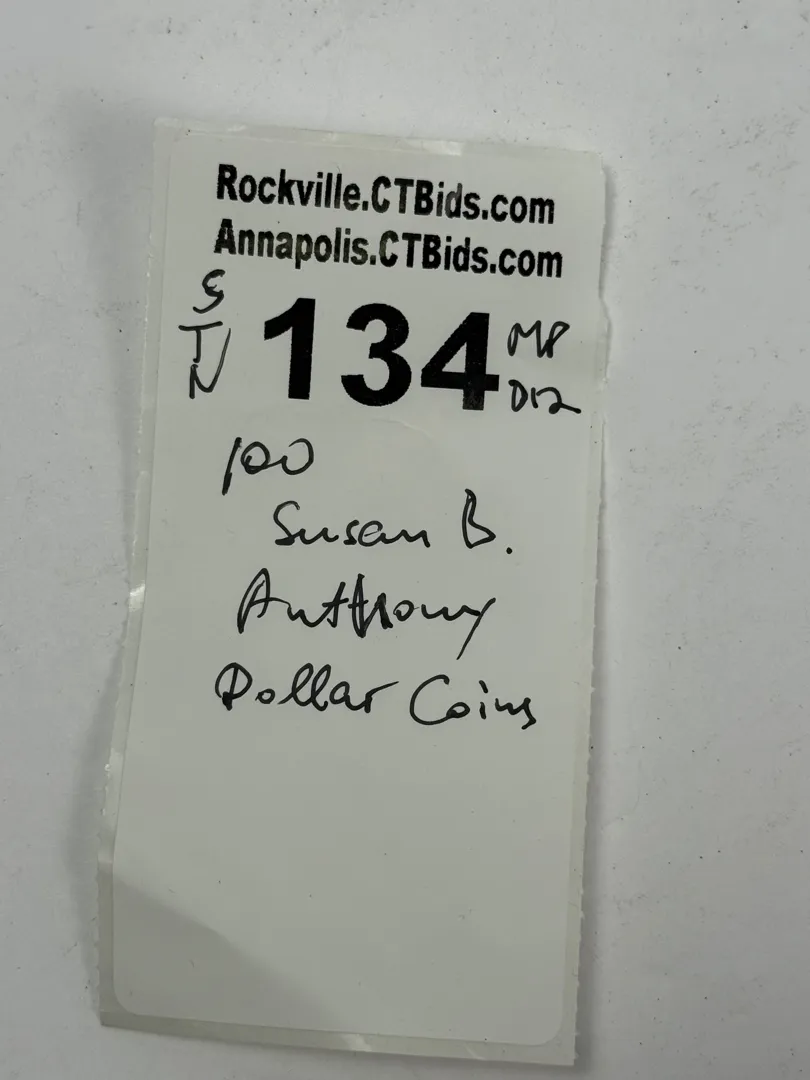 Rockville.CTBids.com
Annapolis.CTBids.com
S
T
N
134
MP
D12
100
Susan B.
Anthony
Dollar Coins